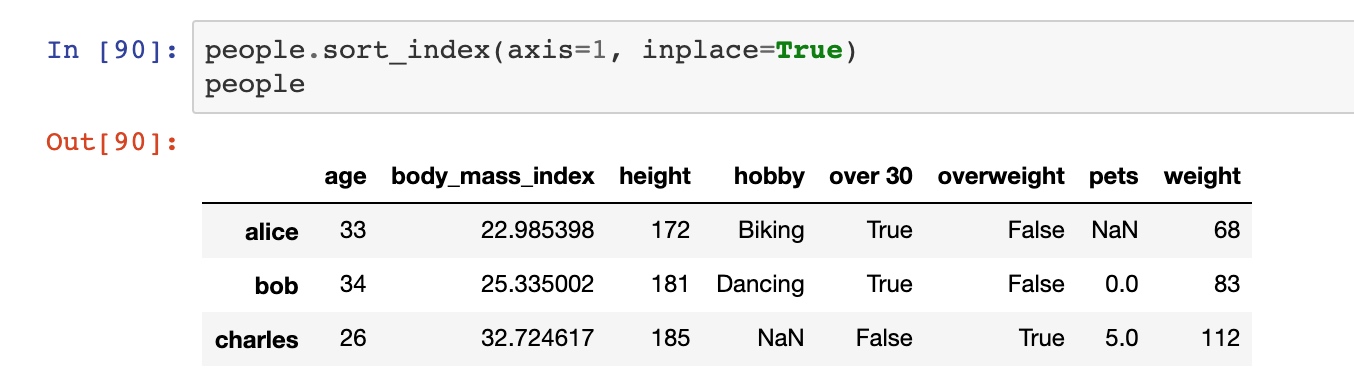 In [90]: people.sort_index(axis=1, inplace=True)
people
Out[90]:
age body_mass_index height hobby over 30 overweight pets weight
alice 33 22.985398 172 Biking True False NaN 68
bob 34 25.335002 181 Dancing True False 0.0 83
charles 26 32.724617 185 NaN False True 5.0 112